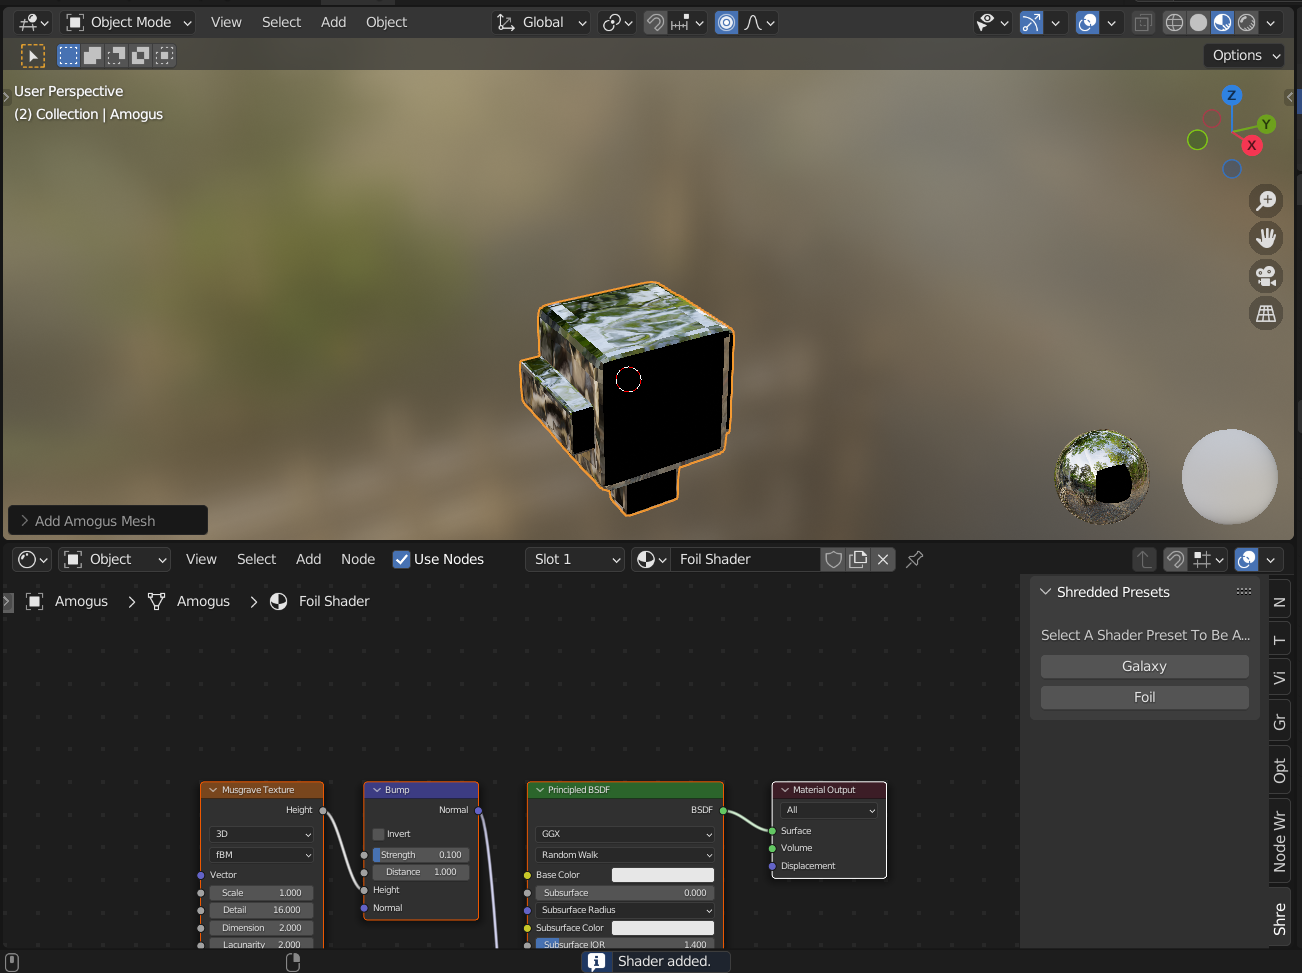 Object Mode View Select Add Object Global
Options
User Perspective
(2) Collection | Amogus
Z
Y
X
Add Amogus Mesh
Object View Select Add Node Use Nodes Slot 1 Foil Shader
Amogus > Amogus > Foil Shader
Shredded Presets
Select A Shader Preset To Be A...
Galaxy
Foil
N
T
Vi
Gr
Opt
Node Wr
Shre
Musgrave Texture
Height
3D
fBM
Vector
Scale 1.000
Detail 16.000
Dimension 2.000
Lacunarity 2.000
Bump
Normal
Invert
Strength 0.100
Distance 1.000
Height
Normal
Principled BSDF
BSDF
GGX
Random Walk
Base Color
Subsurface 0.000
Subsurface Radius
Subsurface Color
Subsurface IOR 1.400
Material Output
All
Surface
Volume
Displacement
Shader added.